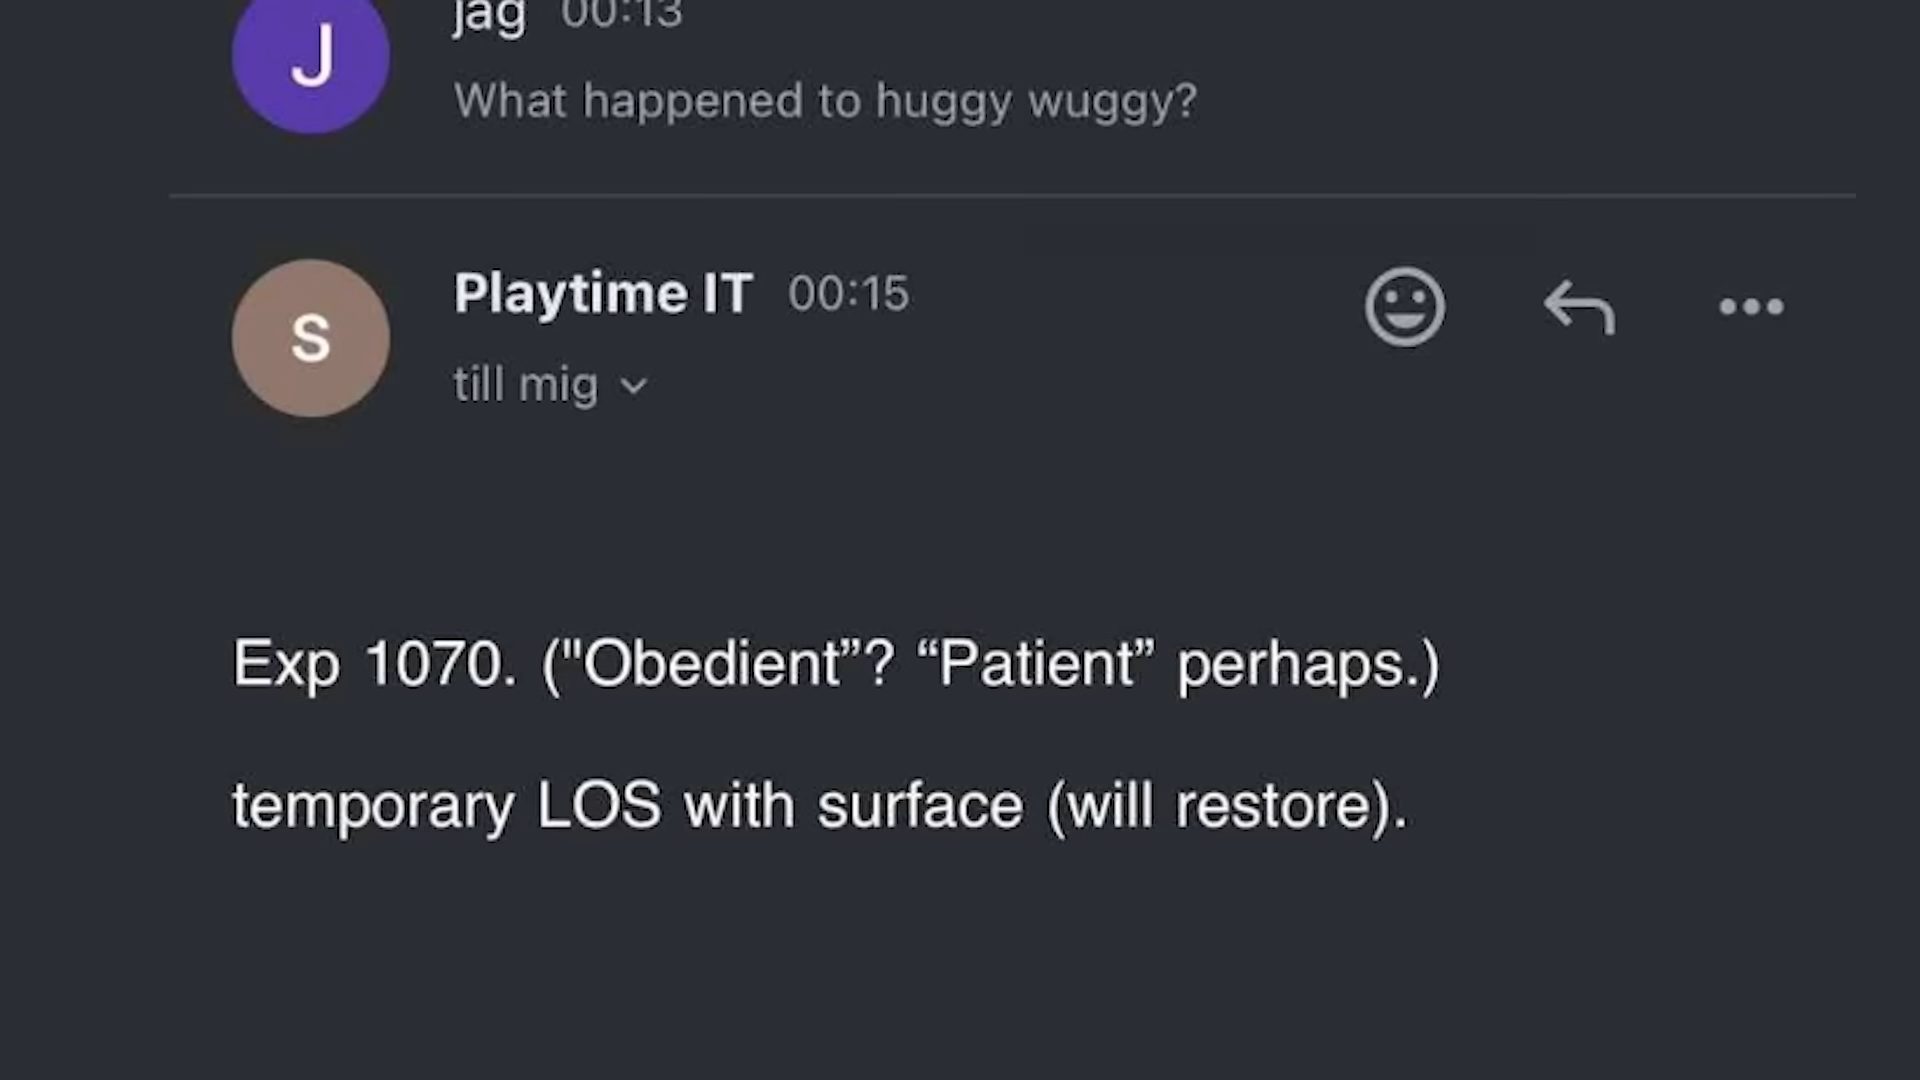 J
jag 00:13
What happened to huggy wuggy?
S
Playtime IT 00:15
till mig
Exp 1070. ("Obedient”? “Patient” perhaps.)
temporary LOS with surface (will restore).